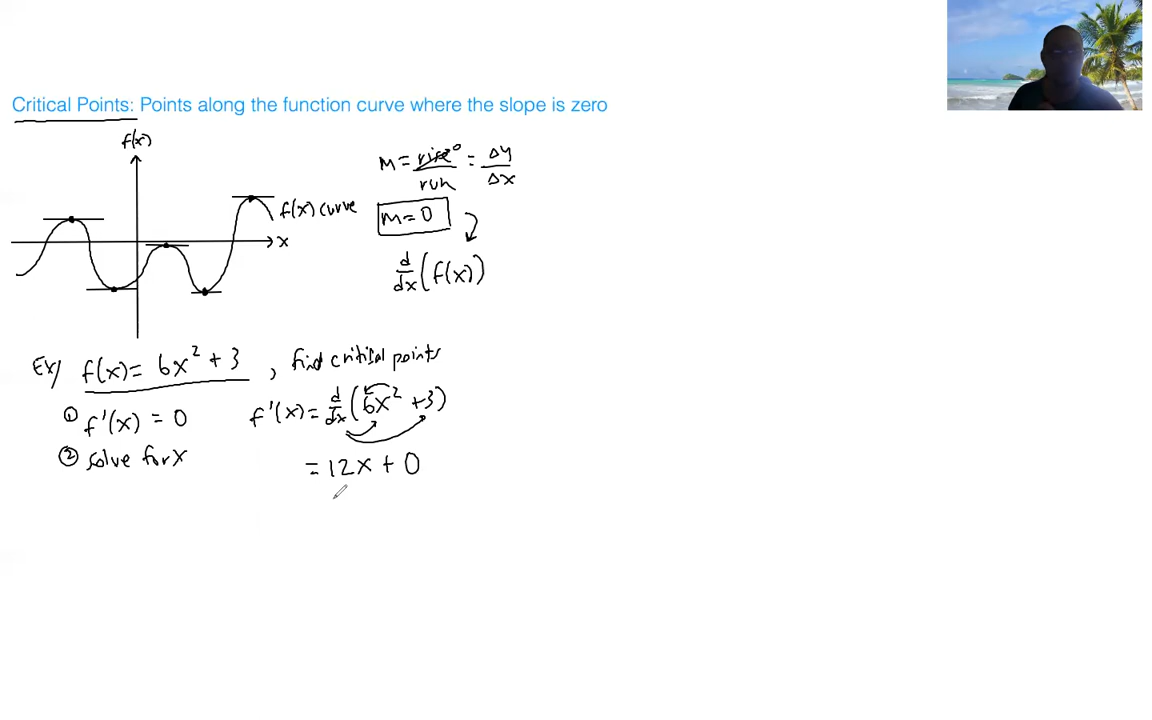 Critical Points: Points along the function curve where the slope is zero
f(x)
M = rise⁰/run = Δy/Δx
f(x) curve
m = 0
x
d/dx (f(x))
Ex) f(x) = 6x² + 3 , find critical points
① f'(x) = 0
f'(x) = d/dx (6x² + 3)
② solve for x
= 12x + 0